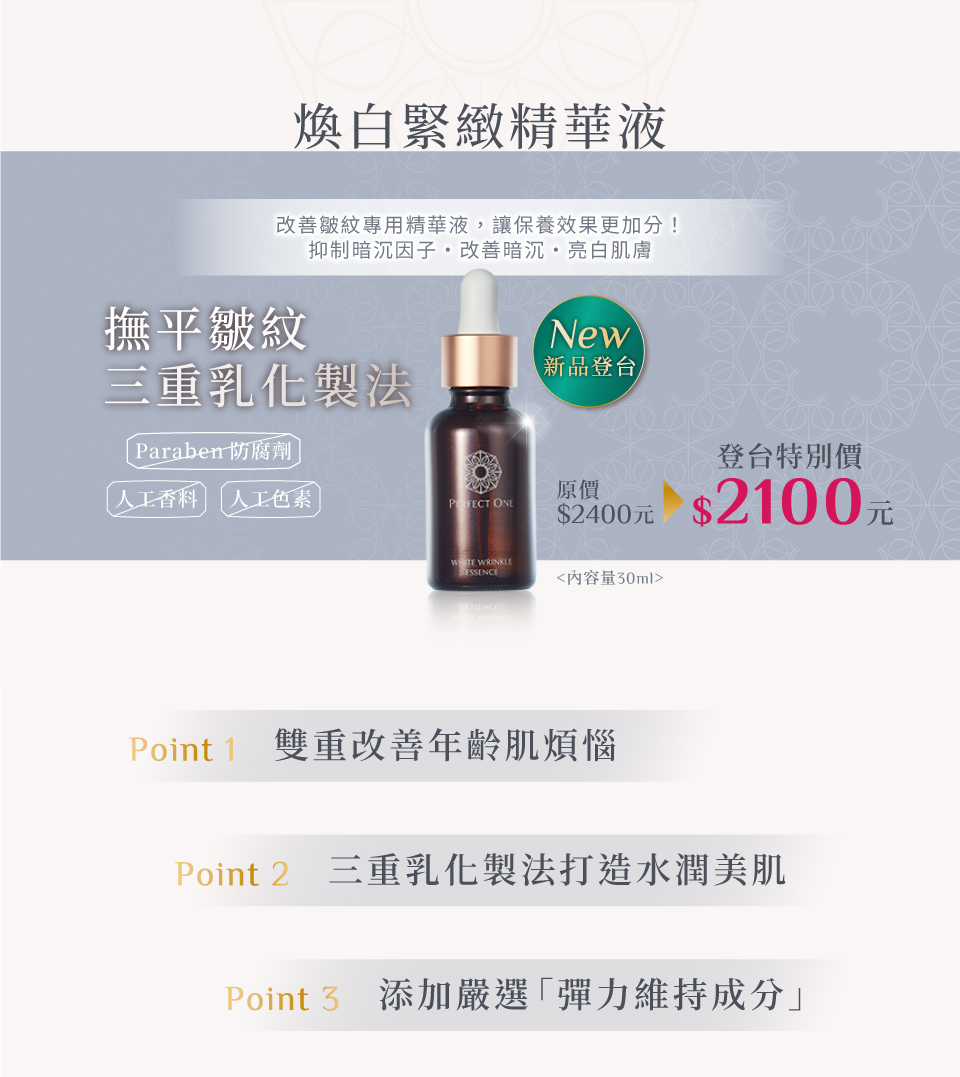 煥白緊緻精華液
改善皺紋專用精華液，讓保養效果更加分！
抑制暗沉因子・改善暗沉・亮白肌膚
撫平皺紋
三重乳化製法
New
新品登台
Paraben 防腐劑
人工香料 人工色素
登台特別價
原價
$2400元
$2100元
<內容量30ml>
PERFECT ONE
WHITE WRINKLE
ESSENCE
Point 1 雙重改善年齡肌煩惱
Point 2 三重乳化製法打造水潤美肌
Point 3 添加嚴選「彈力維持成分」